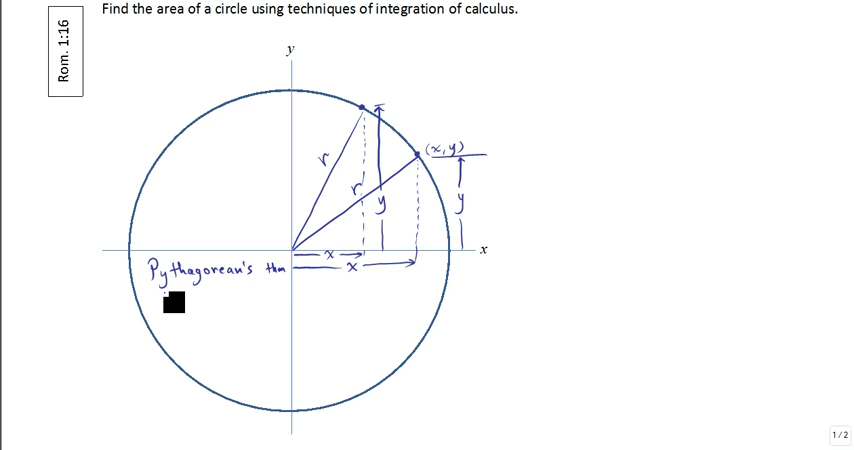 Find the area of a circle using techniques of integration of calculus.
Rom. 1:16
y
(x,y)
r
r
y
y
x
x
x
Pythagorean's thm
1/2